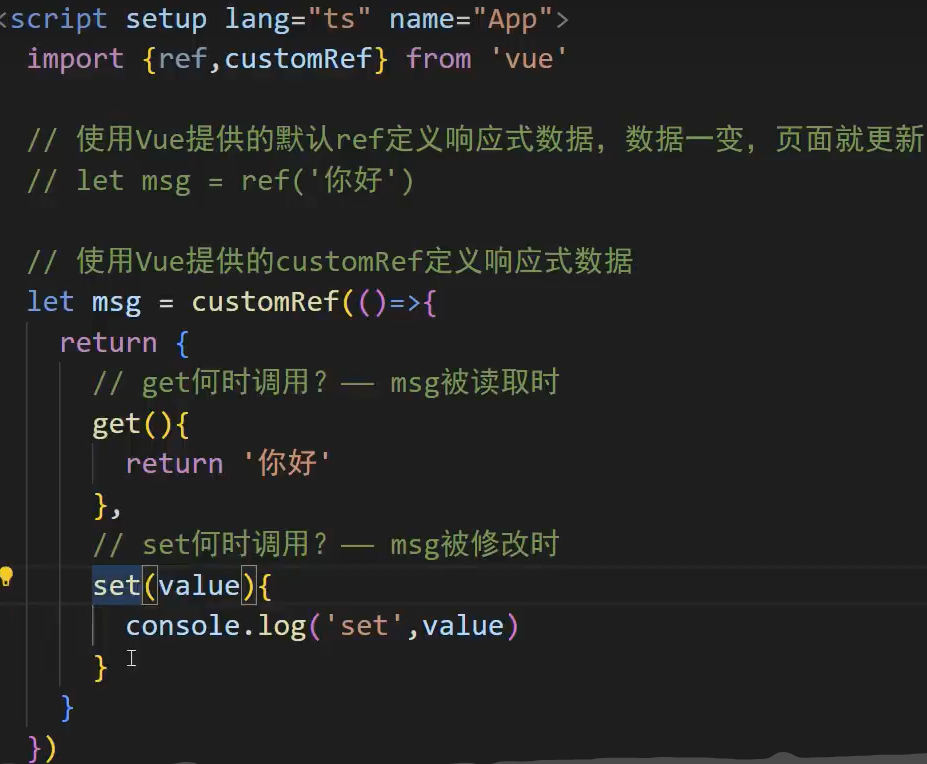 <script setup lang="ts" name="App">
import {ref,customRef} from 'vue'
// 使用Vue提供的默认ref定义响应式数据，数据一变，页面就更新
// let msg = ref('你好')
// 使用Vue提供的customRef定义响应式数据
let msg = customRef(()=>{
return {
// get何时调用？—— msg被读取时
get(){
return '你好'
},
// set何时调用？—— msg被修改时
set(value){
console.log('set',value)
}
}
})